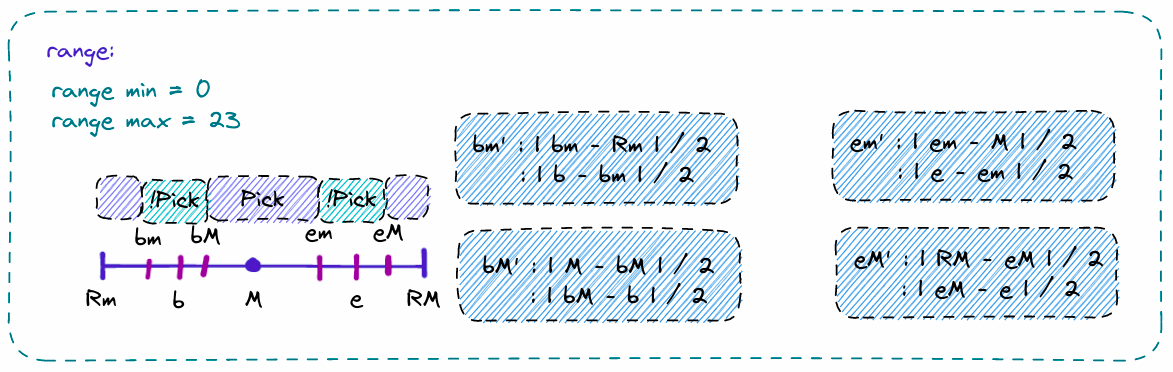 range:
range min = 0
range max = 23
!Pick Pick !Pick
bm bM em eM
Rm b M e RM
bm' : | bm - Rm | / 2
: | b - bm | / 2
bM' : | M - bM | / 2
: | bM - b | / 2
em' : | em - M | / 2
: | e - em | / 2
eM' : | RM - eM | / 2
: | eM - e | / 2